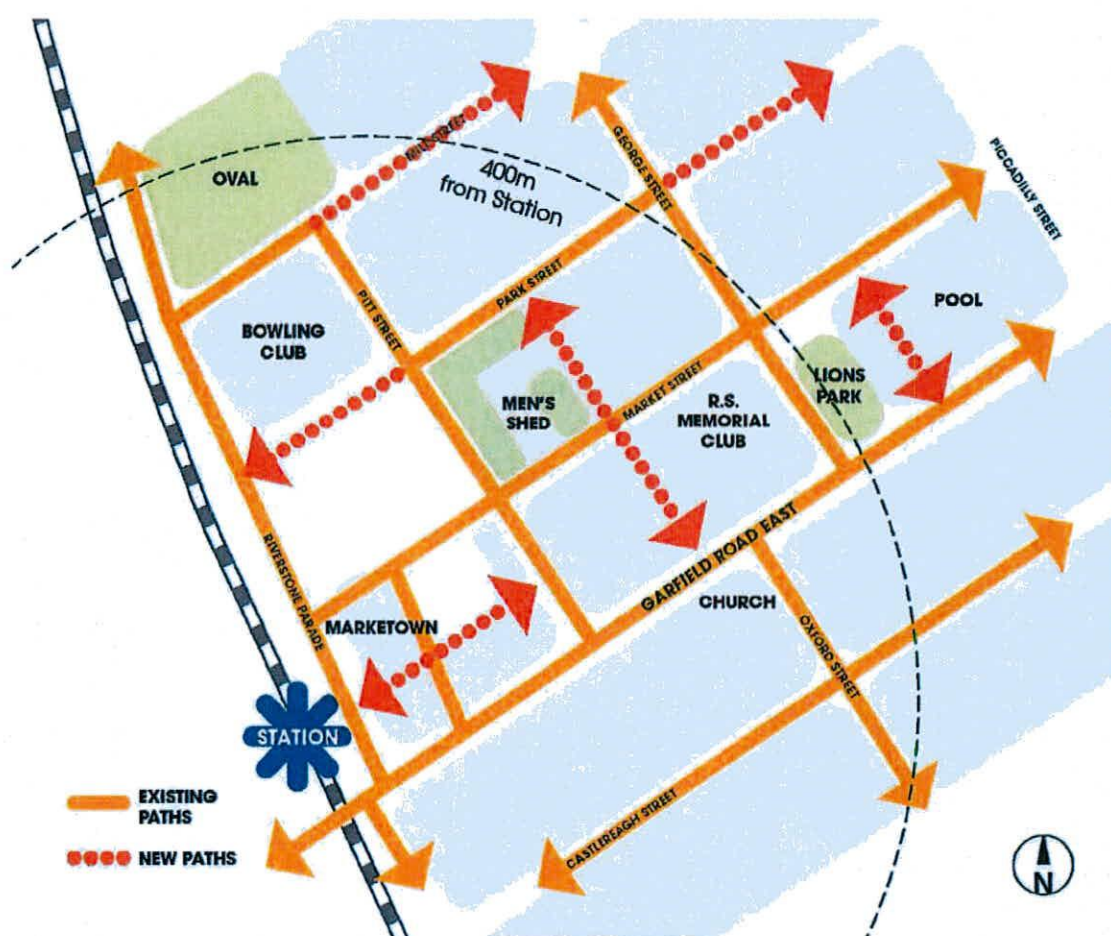 MILL STREET
OVAL
400m
from Station
GEORGE STREET
PICCADILLY STREET
PITT STREET
PARK STREET
BOWLING
CLUB
POOL
MEN'S
SHED
MARKET STREET
R.S.
MEMORIAL
CLUB
LIONS
PARK
RIVERSTONE PARADE
GARFIELD ROAD EAST
MARKETOWN
CHURCH
OXFORD STREET
STATION
CASTLEREAGH STREET
EXISTING
PATHS
NEW PATHS
N